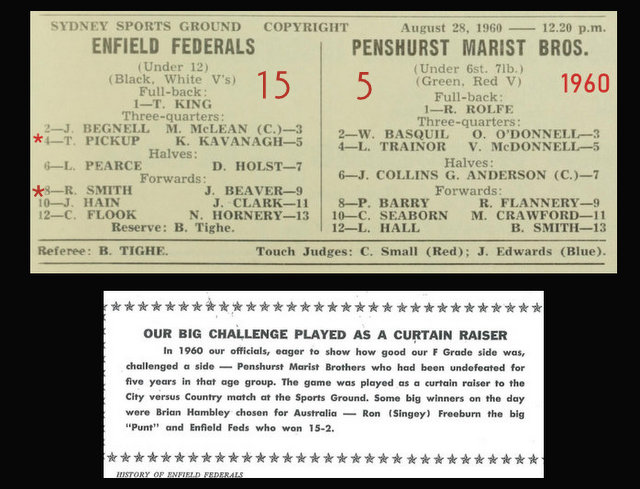 SYDNEY SPORTS GROUND COPYRIGHT August 28, 1960 — 12.20 p.m.
ENFIELD FEDERALS
(Under 12)
(Black, White V's)
15
Full-back:
1—T. KING
Three-quarters:
2—J. BEGNELL M. McLEAN (C.)—3
*4—T. PICKUP K. KAVANAGH—5
Halves:
6—L. PEARCE D. HOLST—7
Forwards:
*8—R. SMITH J. BEAVER—9
10—J. HAIN J. CLARK—11
12—C. FLOOK N. HORNERY—13
Reserve: B. Tighe.
PENSHURST MARIST BROS.
(Under 6st. 7lb.)
(Green, Red V)
5
1960
Full-back:
1—R. ROLFE
Three-quarters:
2—W. BASQUIL O. O'DONNELL—3
4—L. TRAINOR V. McDONNELL—5
Halves:
6—J. COLLINS G. ANDERSON (C.)—7
Forwards:
8—P. BARRY R. FLANNERY—9
10—C. SEABORN M. CRAWFORD—11
12—L. HALL B. SMITH—13
Referee: B. TIGHE. Touch Judges: C. Small (Red); J. Edwards (Blue).
OUR BIG CHALLENGE PLAYED AS A CURTAIN RAISER
In 1960 our officials, eager to show how good our F Grade side was,
challenged a side — Penshurst Marist Brothers who had been undefeated for
five years in that age group. The game was played as a curtain raiser to the
City versus Country match at the Sports Ground. Some big winners on the day
were Brian Hambley chosen for Australia — Ron (Singey) Freeburn the big
"Punt" and Enfield Feds who won 15-2.
HISTORY OF ENFIELD FEDERALS